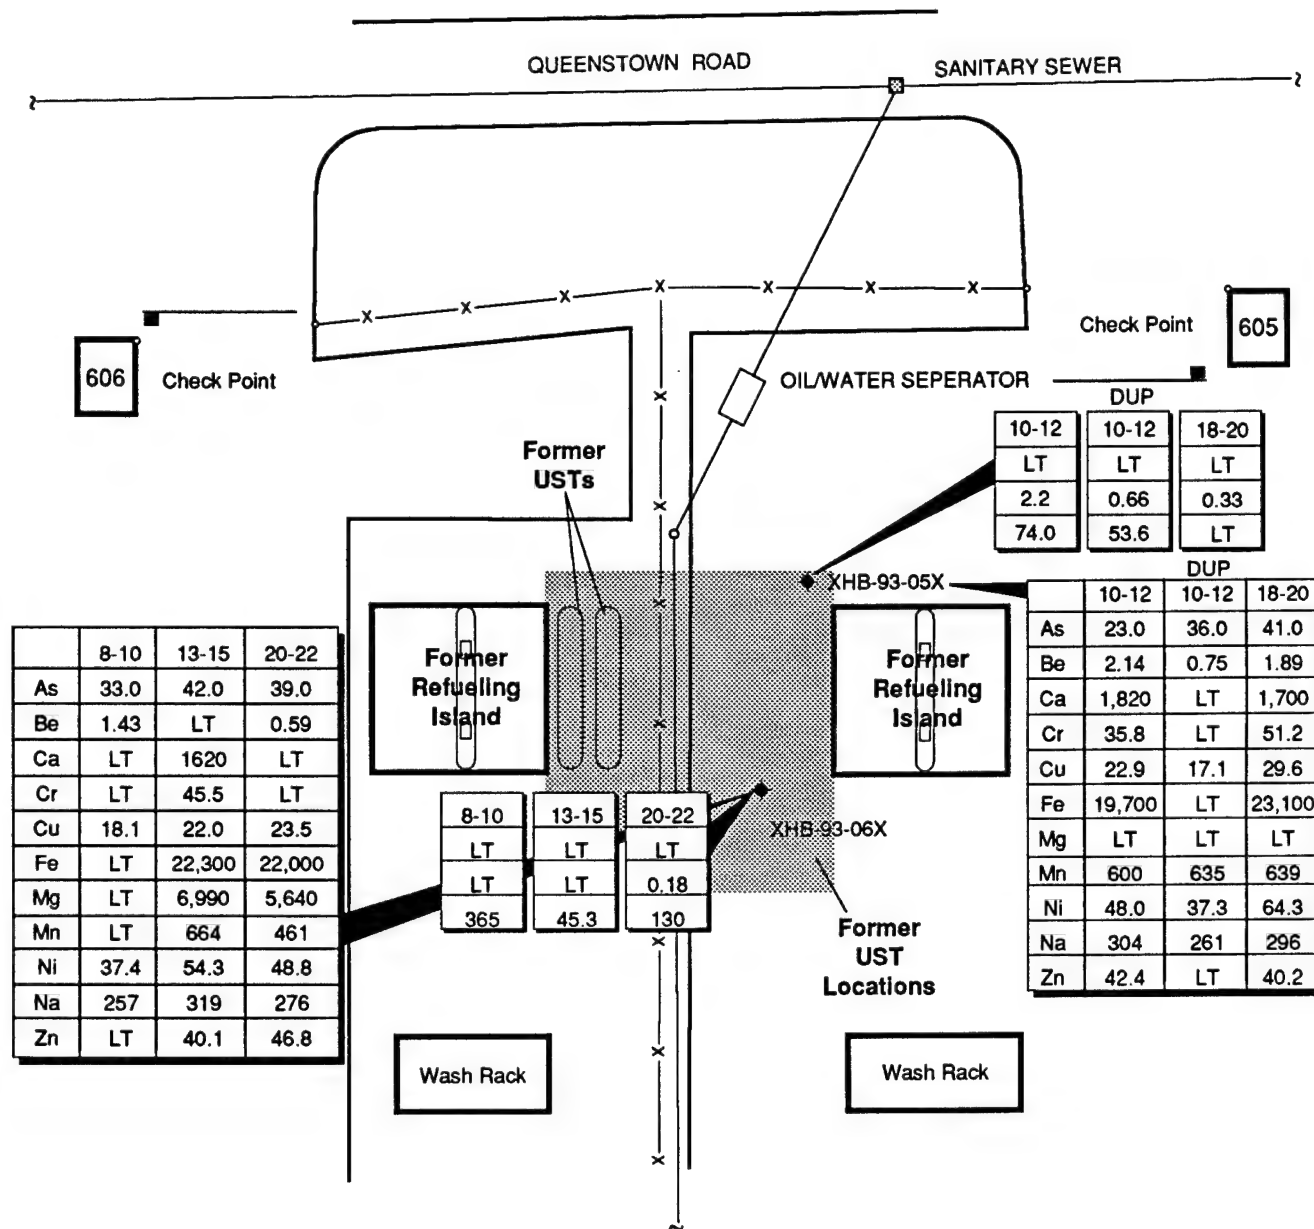 QUEENSTOWN ROAD
SANITARY SEWER
606
Check Point
Check Point
605
OIL/WATER SEPERATOR
DUP
10-12 10-12 18-20
LT LT LT
2.2 0.66 0.33
74.0 53.6 LT
Former
USTs
XHB-93-05X
DUP
10-12 10-12 18-20
As 23.0 36.0 41.0
Be 2.14 0.75 1.89
Ca 1,820 LT 1,700
Cr 35.8 LT 51.2
Cu 22.9 17.1 29.6
Fe 19,700 LT 23,100
Mg LT LT LT
Mn 600 635 639
Ni 48.0 37.3 64.3
Na 304 261 296
Zn 42.4 LT 40.2
Former
Refueling
Island
Former
Refueling
Island
8-10 13-15 20-22
As 33.0 42.0 39.0
Be 1.43 LT 0.59
Ca LT 1620 LT
Cr LT 45.5 LT
Cu 18.1 22.0 23.5
Fe LT 22,300 22,000
Mg LT 6,990 5,640
Mn LT 664 461
Ni 37.4 54.3 48.8
Na 257 319 276
Zn LT 40.1 46.8
8-10 13-15 20-22
LT LT LT
LT LT 0.18
365 45.3 130
XHB-93-06X
Former
UST
Locations
Wash Rack
Wash Rack
X X X X X X X
X
X
X
X
X
X
X